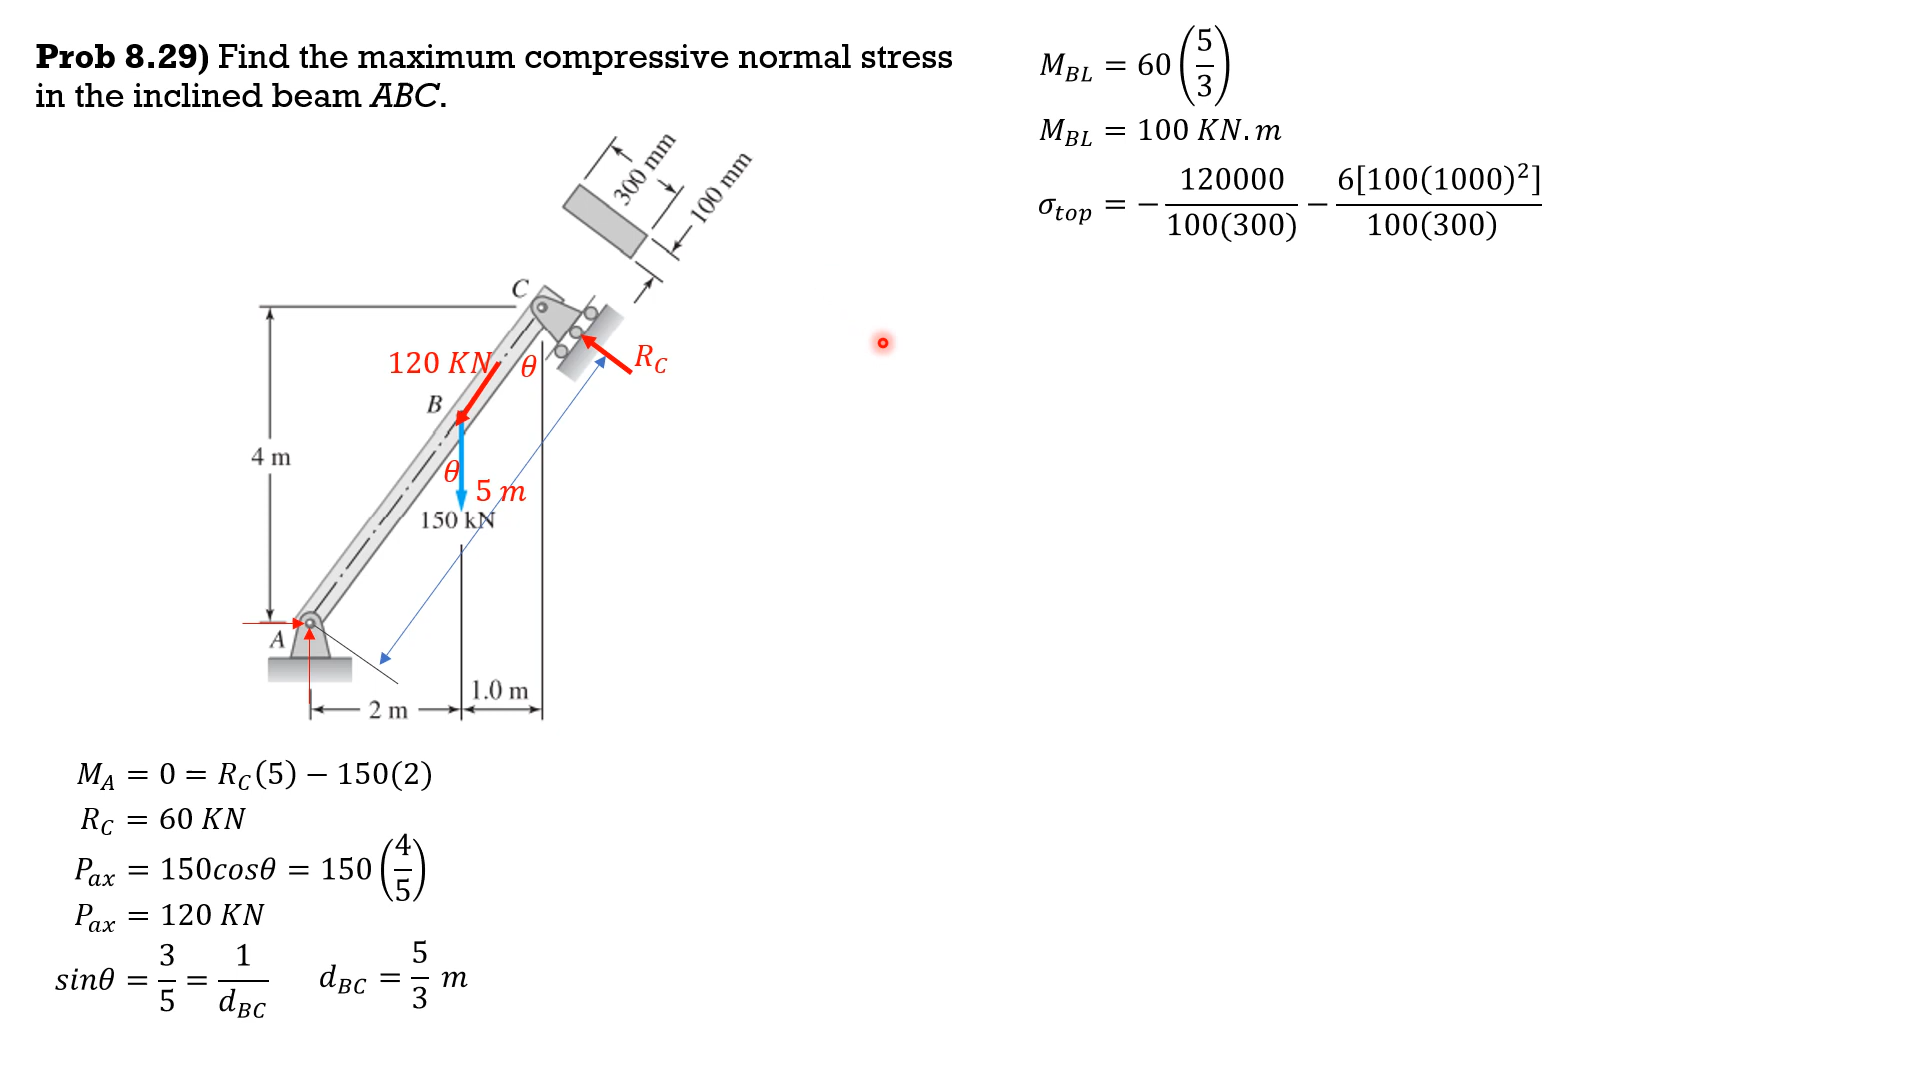 Prob 8.29) Find the maximum compressive normal stress
in the inclined beam ABC.
300 mm
100 mm
C
120 KN
θ
R_C
B
4 m
θ
5 m
150 kN
A
1.0 m
2 m
M_A = 0 = R_C(5) − 150(2)
R_C = 60 KN
P_ax = 150cosθ = 150(4/5)
P_ax = 120 KN
sinθ = 3/5 = 1/d_BC    d_BC = 5/3 m
M_BL = 60(5/3)
M_BL = 100 KN.m
σ_top = −120000/100(300) − 6[100(1000)²]/100(300)